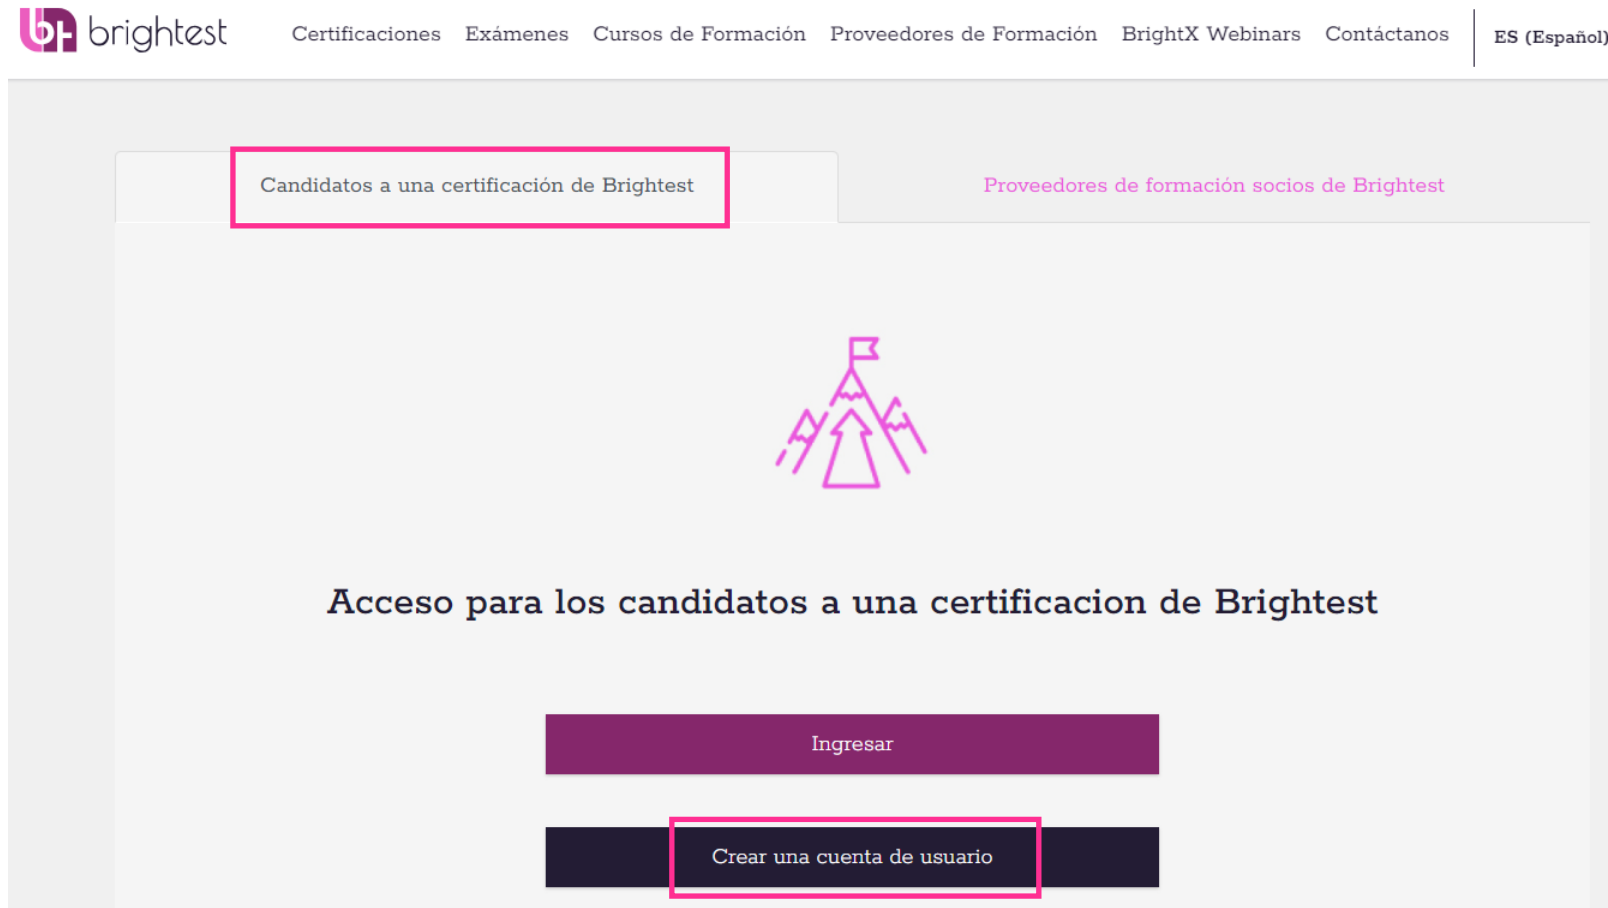 bt brightest
Certificaciones Exámenes Cursos de Formación Proveedores de Formación BrightX Webinars Contáctanos ES (Español)
Candidatos a una certificación de Brightest
Proveedores de formación socios de Brightest
Acceso para los candidatos a una certificacion de Brightest
Ingresar
Crear una cuenta de usuario